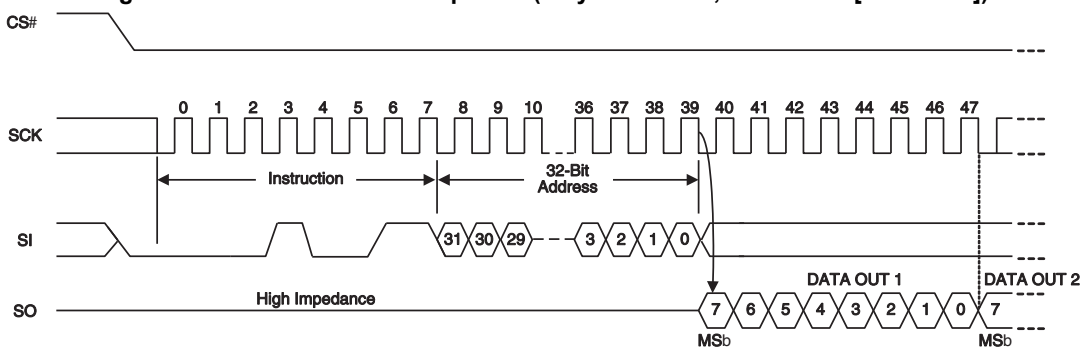 CS#
0 1 2 3 4 5 6 7 8 9 10 36 37 38 39 40 41 42 43 44 45 46 47
SCK
Instruction
32-Bit
Address
SI
31 30 29 3 2 1 0
DATA OUT 1
DATA OUT 2
High Impedance
SO
7 6 5 4 3 2 1 0 7
MSb
MSb